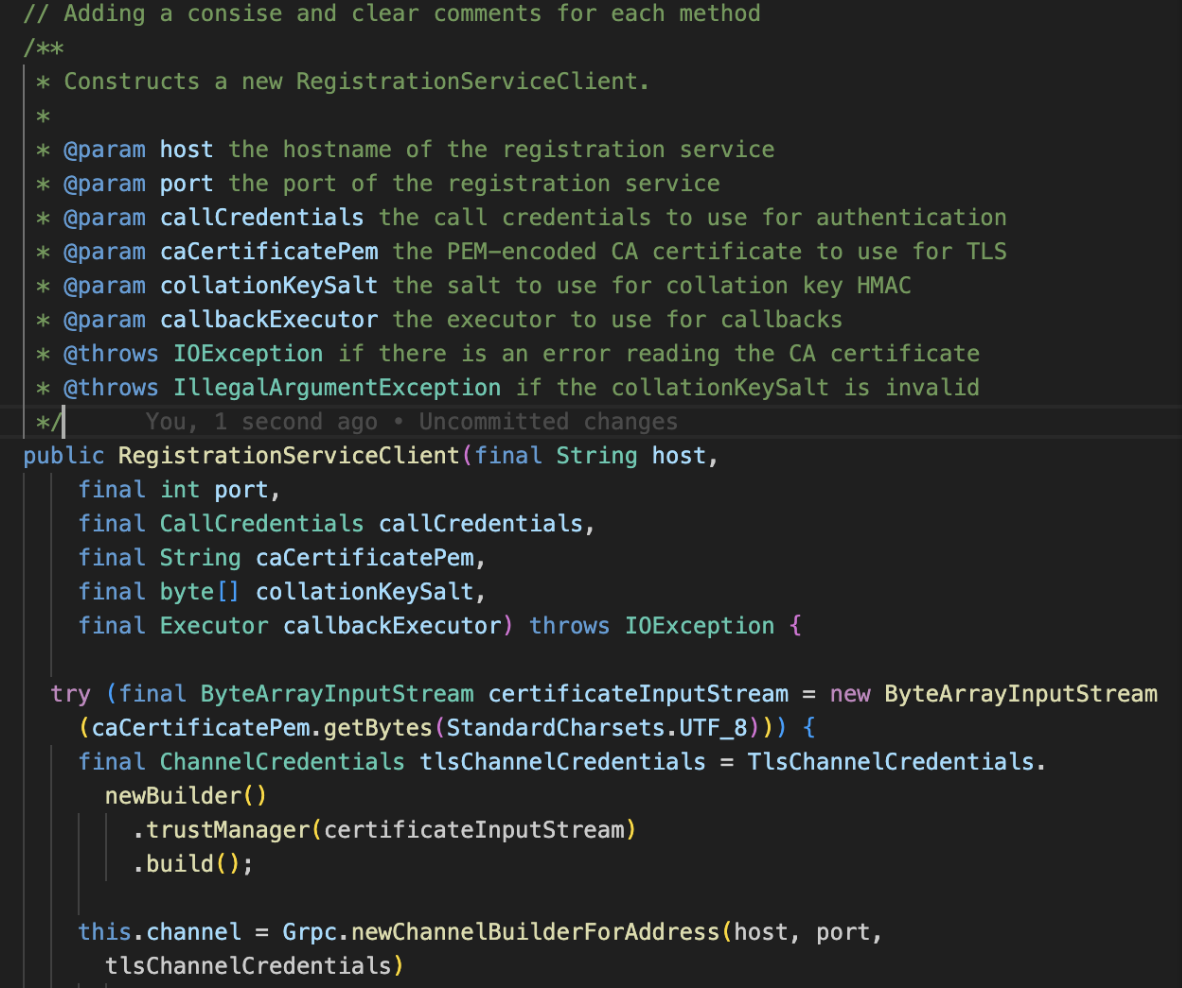 // Adding a consise and clear comments for each method
/**
* Constructs a new RegistrationServiceClient.
*
* @param host the hostname of the registration service
* @param port the port of the registration service
* @param callCredentials the call credentials to use for authentication
* @param caCertificatePem the PEM-encoded CA certificate to use for TLS
* @param collationKeySalt the salt to use for collation key HMAC
* @param callbackExecutor the executor to use for callbacks
* @throws IOException if there is an error reading the CA certificate
* @throws IllegalArgumentException if the collationKeySalt is invalid
*/ You, 1 second ago • Uncommitted changes
public RegistrationServiceClient(final String host,
final int port,
final CallCredentials callCredentials,
final String caCertificatePem,
final byte[] collationKeySalt,
final Executor callbackExecutor) throws IOException {
try (final ByteArrayInputStream certificateInputStream = new ByteArrayInputStream
(caCertificatePem.getBytes(StandardCharsets.UTF_8))) {
final ChannelCredentials tlsChannelCredentials = TlsChannelCredentials.
newBuilder()
.trustManager(certificateInputStream)
.build();
this.channel = Grpc.newChannelBuilderForAddress(host, port,
tlsChannelCredentials)